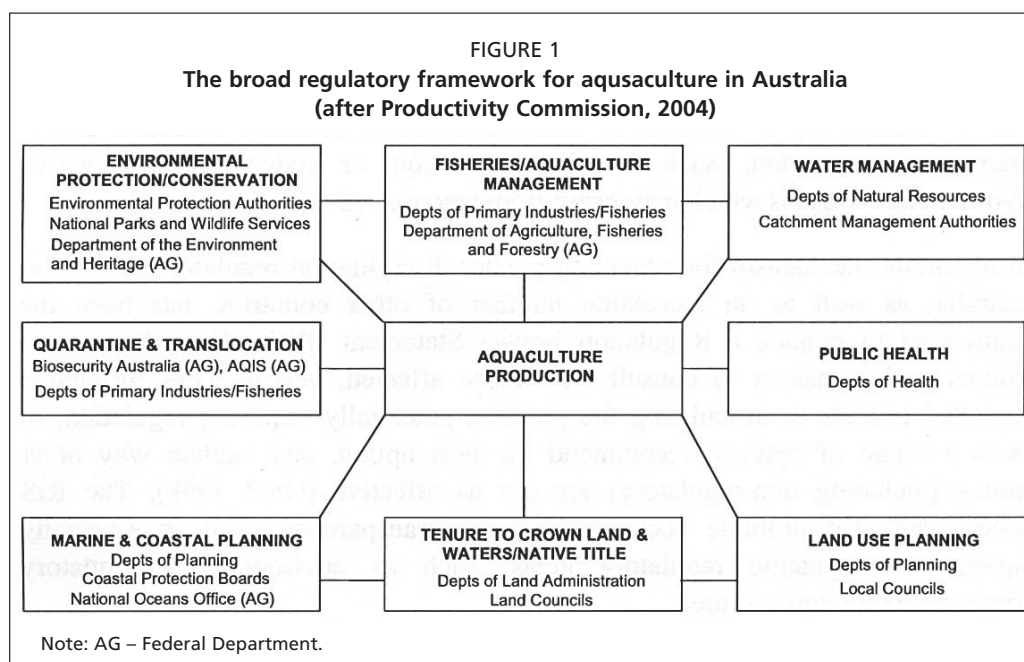 FIGURE 1
The broad regulatory framework for aqusaculture in Australia
(after Productivity Commission, 2004)
ENVIRONMENTAL
PROTECTION/CONSERVATION
Environmental Protection Authorities
National Parks and Wildlife Services
Department of the Environment
and Heritage (AG)
FISHERIES/AQUACULTURE
MANAGEMENT
Depts of Primary Industries/Fisheries
Department of Agriculture, Fisheries
and Forestry (AG)
WATER MANAGEMENT
Depts of Natural Resources
Catchment Management Authorities
QUARANTINE & TRANSLOCATION
Biosecurity Australia (AG), AQIS (AG)
Depts of Primary Industries/Fisheries
AQUACULTURE
PRODUCTION
PUBLIC HEALTH
Depts of Health
MARINE & COASTAL PLANNING
Depts of Planning
Coastal Protection Boards
National Oceans Office (AG)
TENURE TO CROWN LAND &
WATERS/NATIVE TITLE
Depts of Land Administration
Land Councils
LAND USE PLANNING
Depts of Planning
Local Councils
Note: AG – Federal Department.